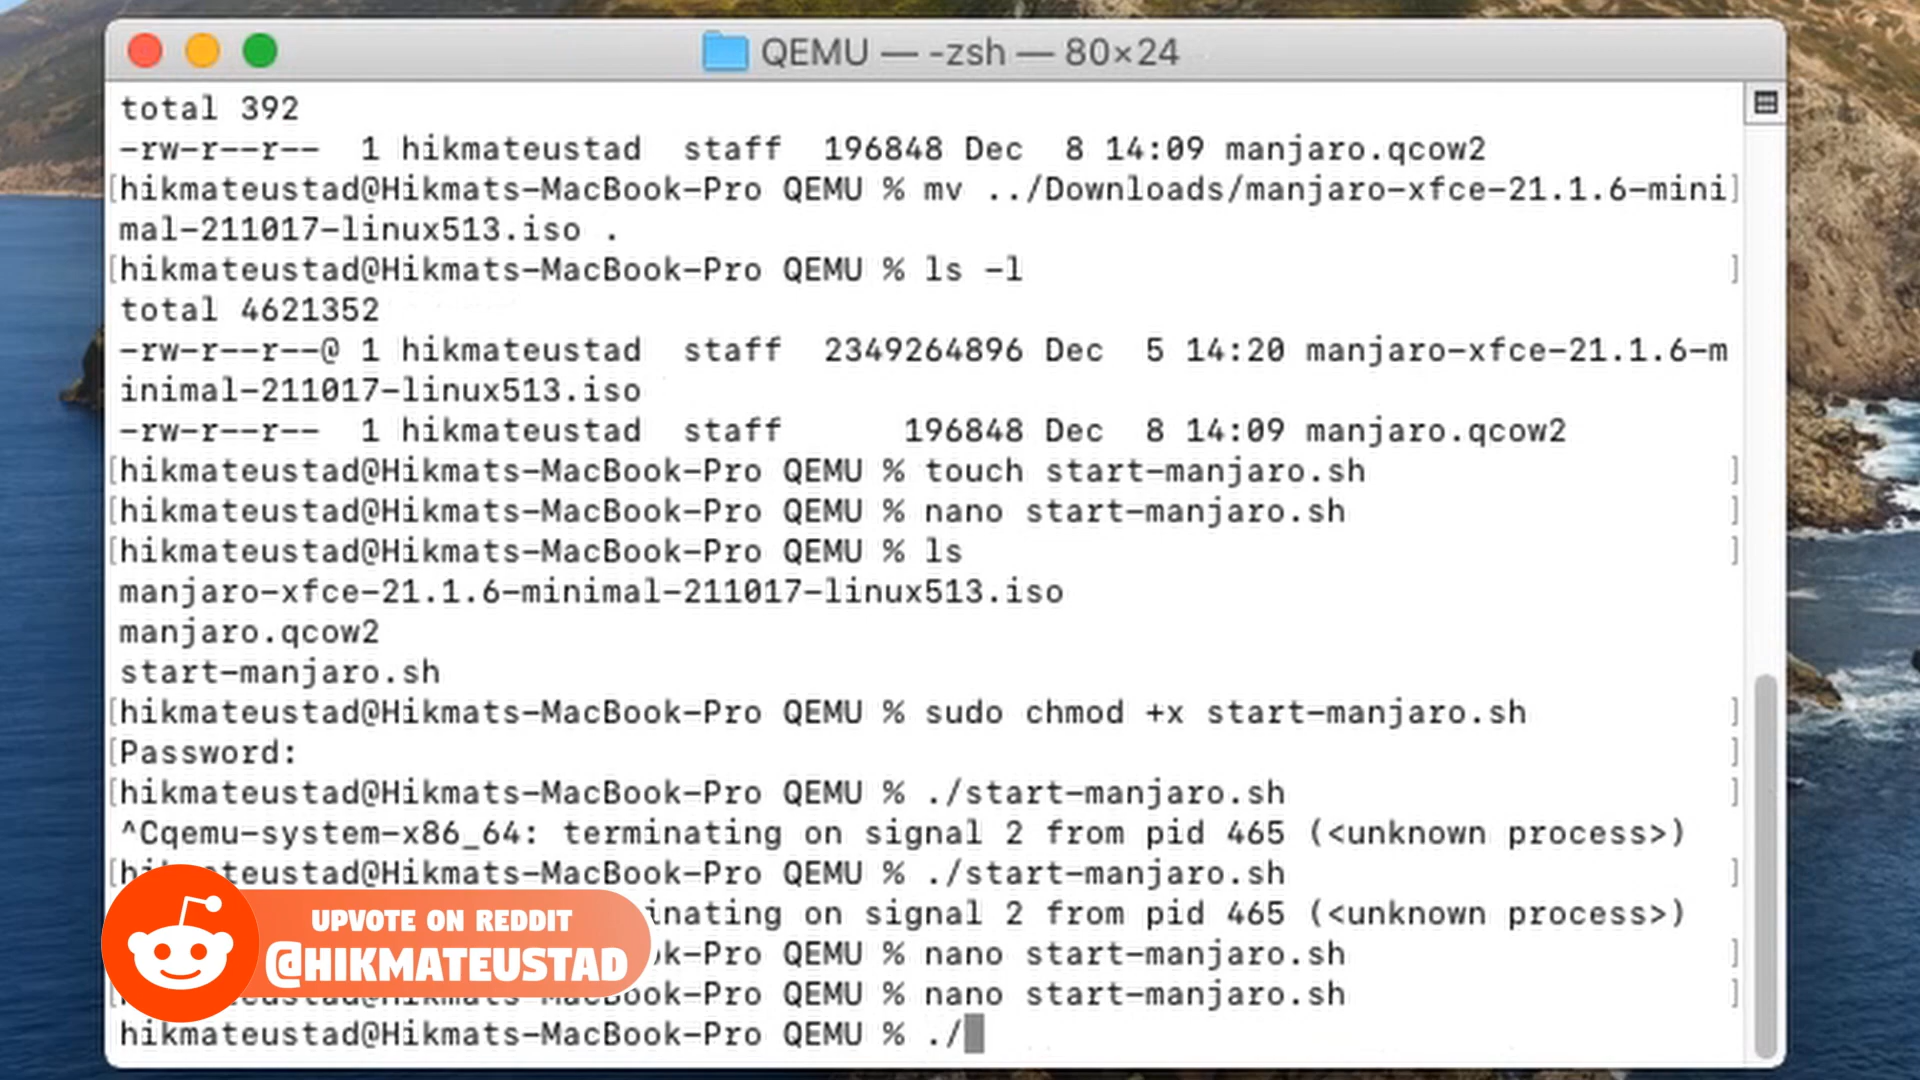 QEMU — -zsh — 80×24
total 392
-rw-r--r--  1 hikmateustad  staff  196848 Dec  8 14:09 manjaro.qcow2
[hikmateustad@Hikmats-MacBook-Pro QEMU % mv ../Downloads/manjaro-xfce-21.1.6-mini]
mal-211017-linux513.iso .
[hikmateustad@Hikmats-MacBook-Pro QEMU % ls -l ]
total 4621352
-rw-r--r--@ 1 hikmateustad  staff  2349264896 Dec  5 14:20 manjaro-xfce-21.1.6-m
inimal-211017-linux513.iso
-rw-r--r--  1 hikmateustad  staff      196848 Dec  8 14:09 manjaro.qcow2
[hikmateustad@Hikmats-MacBook-Pro QEMU % touch start-manjaro.sh ]
[hikmateustad@Hikmats-MacBook-Pro QEMU % nano start-manjaro.sh ]
[hikmateustad@Hikmats-MacBook-Pro QEMU % ls ]
manjaro-xfce-21.1.6-minimal-211017-linux513.iso
manjaro.qcow2
start-manjaro.sh
[hikmateustad@Hikmats-MacBook-Pro QEMU % sudo chmod +x start-manjaro.sh ]
[Password: ]
[hikmateustad@Hikmats-MacBook-Pro QEMU % ./start-manjaro.sh ]
^Cqemu-system-x86_64: terminating on signal 2 from pid 465 (<unknown process>)
teustad@Hikmats-MacBook-Pro QEMU % ./start-manjaro.sh ]
inating on signal 2 from pid 465 (<unknown process>)
ok-Pro QEMU % nano start-manjaro.sh ]
ook-Pro QEMU % nano start-manjaro.sh ]
hikmateustad@Hikmats-MacBook-Pro QEMU % ./
UPVOTE ON REDDIT
@HIKMATEUSTAD